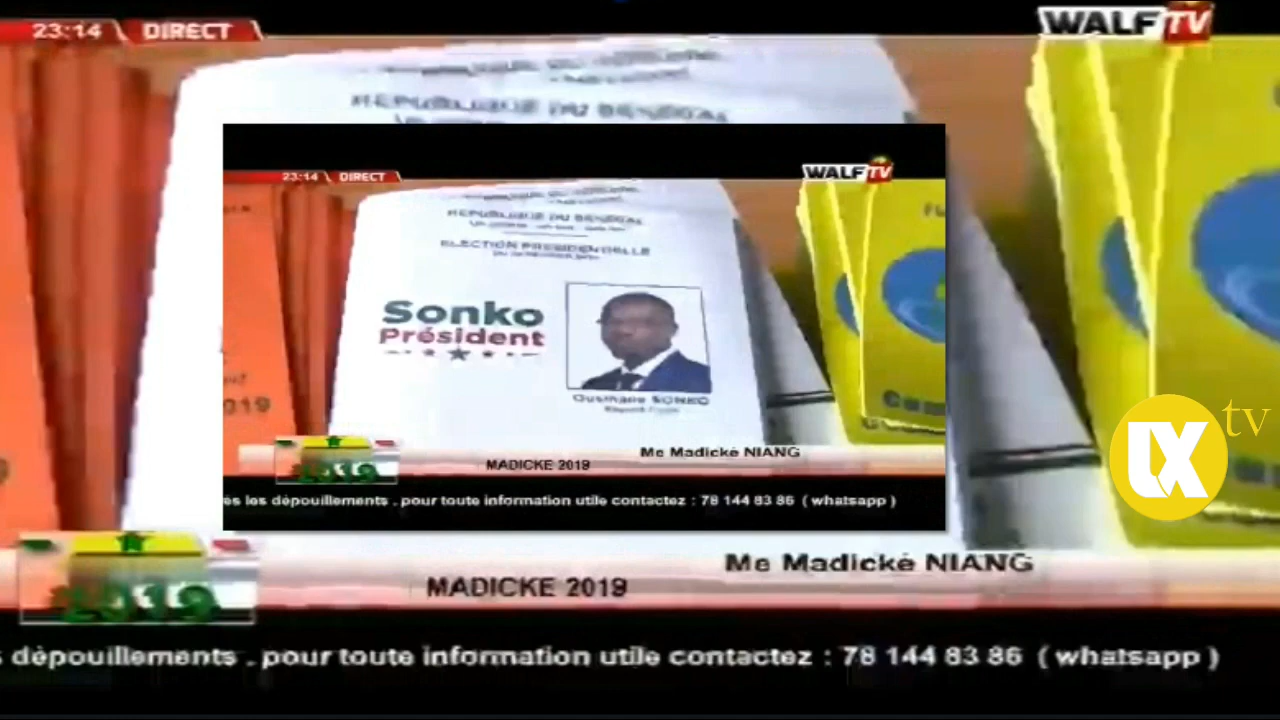 23:14 \ DIRECT \
WALF TV
REPUBLIQUE DU SENEGAL
23:14 \ DIRECT \
WALF TV
REPUBLIQUE DU SENEGAL
ELECTION PRESIDENTIELLE
Sonko
Président
Ousmane SONKO
019
2019
Me Madické NIANG
MADICKE 2019
és les dépouillements . pour toute information utile contactez : 78 144 83 86 ( whatsapp )
LX tv
2019
Me Madické NIANG
MADICKE 2019
s dépouillements . pour toute information utile contactez : 78 144 83 86 ( whatsapp )